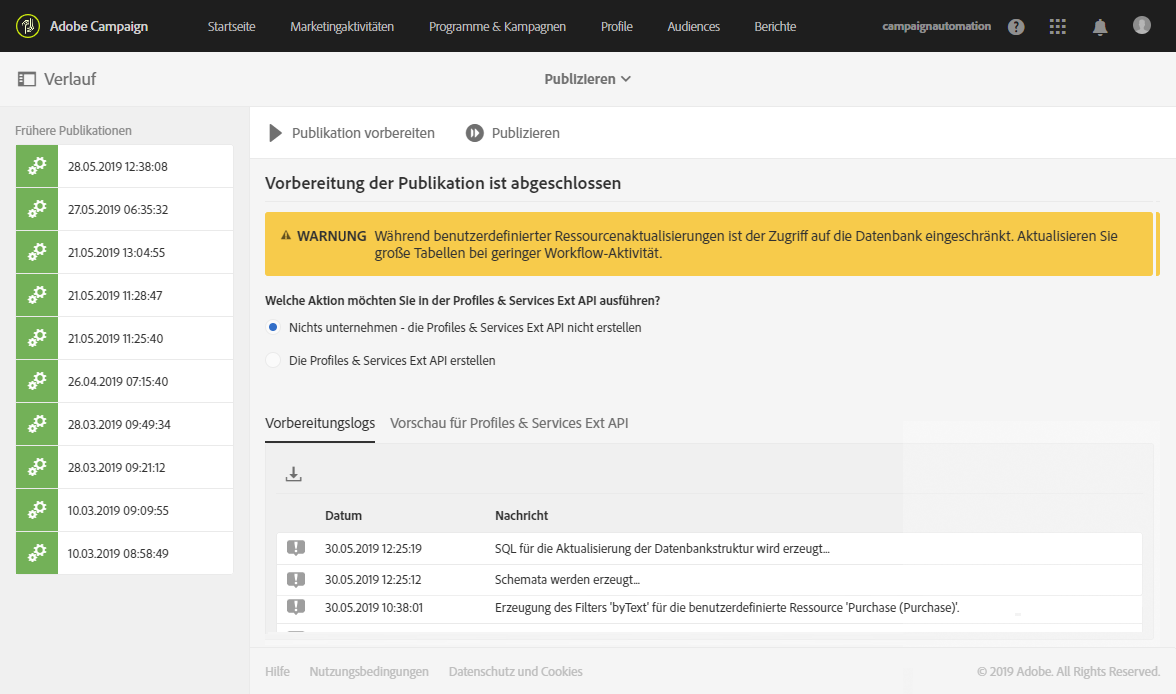 Adobe Campaign
Startseite
Marketingaktivitäten
Programme & Kampagnen
Profile
Audiences
Berichte
campaignautomation
Verlauf
Publizieren
Frühere Publikationen
28.05.2019 12:38:08
27.05.2019 06:35:32
21.05.2019 13:04:55
21.05.2019 11:28:47
21.05.2019 11:25:40
26.04.2019 07:15:40
28.03.2019 09:49:34
28.03.2019 09:21:12
10.03.2019 09:09:55
10.03.2019 08:58:49
Publikation vorbereiten
Publizieren
Vorbereitung der Publikation ist abgeschlossen
WARNUNG Während benutzerdefinierter Ressourcenaktualisierungen ist der Zugriff auf die Datenbank eingeschränkt. Aktualisieren Sie
große Tabellen bei geringer Workflow-Aktivität.
Welche Aktion möchten Sie in der Profiles & Services Ext API ausführen?
Nichts unternehmen - die Profiles & Services Ext API nicht erstellen
Die Profiles & Services Ext API erstellen
Vorbereitungslogs
Vorschau für Profiles & Services Ext API
Datum Nachricht
30.05.2019 12:25:19 SQL für die Aktualisierung der Datenbankstruktur wird erzeugt...
30.05.2019 12:25:12 Schemata werden erzeugt...
30.05.2019 10:38:01 Erzeugung des Filters 'byText' für die benutzerdefinierte Ressource 'Purchase (Purchase)'.
Hilfe
Nutzungsbedingungen
Datenschutz und Cookies
© 2019 Adobe. All Rights Reserved.